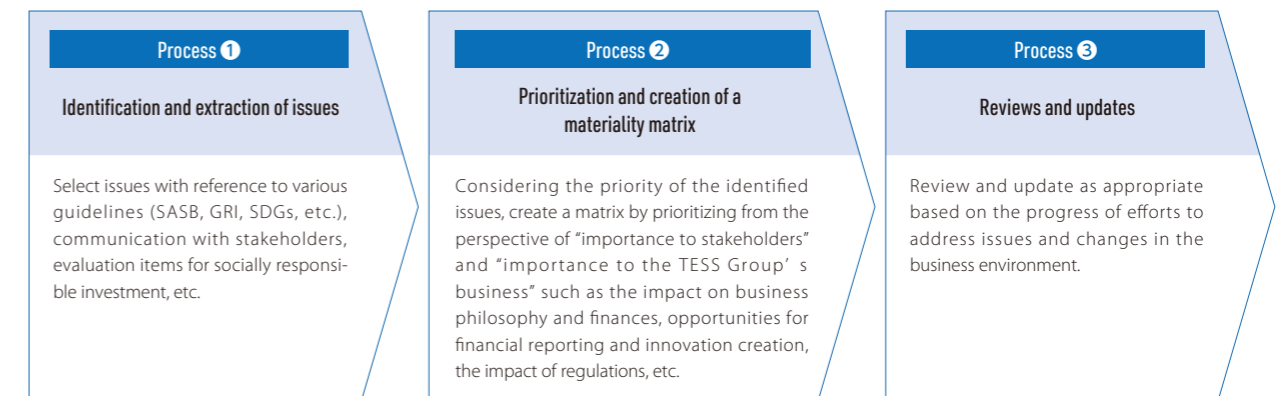 Process ❶
Identification and extraction of issues
Select issues with reference to various
guidelines (SASB, GRI, SDGs, etc.),
communication with stakeholders,
evaluation items for socially responsi-
ble investment, etc.
Process ❷
Prioritization and creation of a
materiality matrix
Considering the priority of the identified
issues, create a matrix by prioritizing from the
perspective of “importance to stakeholders”
and “importance to the TESS Group’ s
business” such as the impact on business
philosophy and finances, opportunities for
financial reporting and innovation creation,
the impact of regulations, etc.
Process ❸
Reviews and updates
Review and update as appropriate
based on the progress of efforts to
address issues and changes in the
business environment.